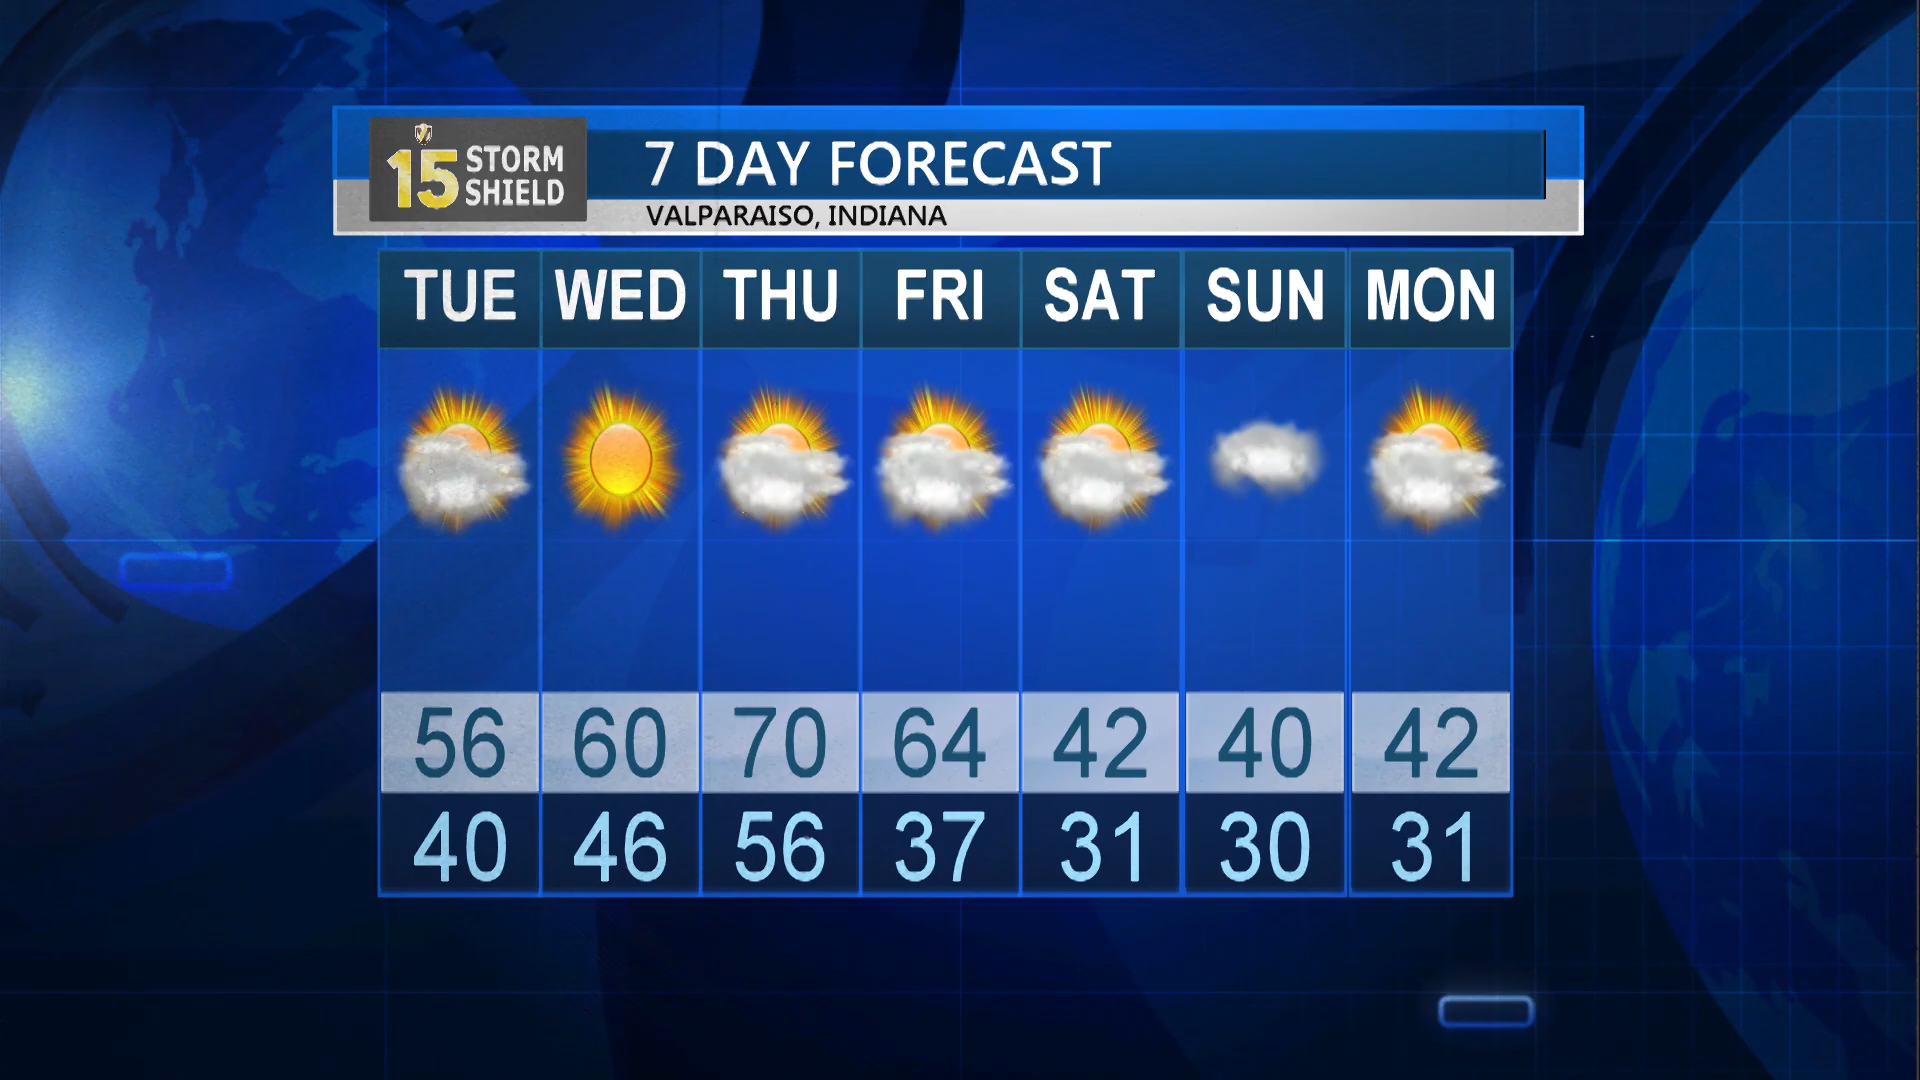 15 STORM SHIELD
7 DAY FORECAST
VALPARAISO, INDIANA
TUE WED THU FRI SAT SUN MON
56 60 70 64 42 40 42
40 46 56 37 31 30 31